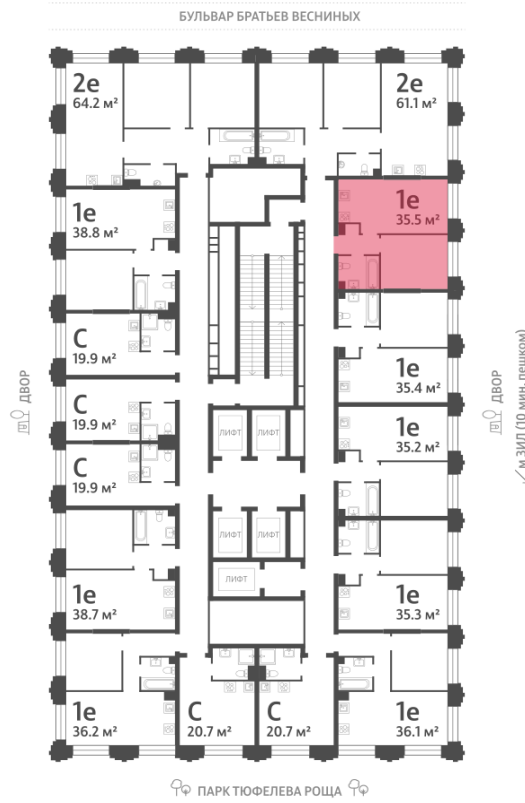 БУЛЬВАР БРАТЬЕВ ВЕСНИНЫХ
2е
64.2 м²
2е
61.1 м²
1е
38.8 м²
1е
35.5 м²
С
19.9 м²
1е
35.4 м²
С
19.9 м²
1е
35.2 м²
ЛИФТ
ЛИФТ
С
19.9 м²
ЛИФТ
ЛИФТ
ЛИФТ
1е
38.7 м²
1е
35.3 м²
1е
36.2 м²
С
20.7 м²
С
20.7 м²
1е
36.1 м²
ДВОР
ДВОР
м ЗИЛ (10 мин. пешком)
ПАРК ТЮФЕЛЕВА РОЩА